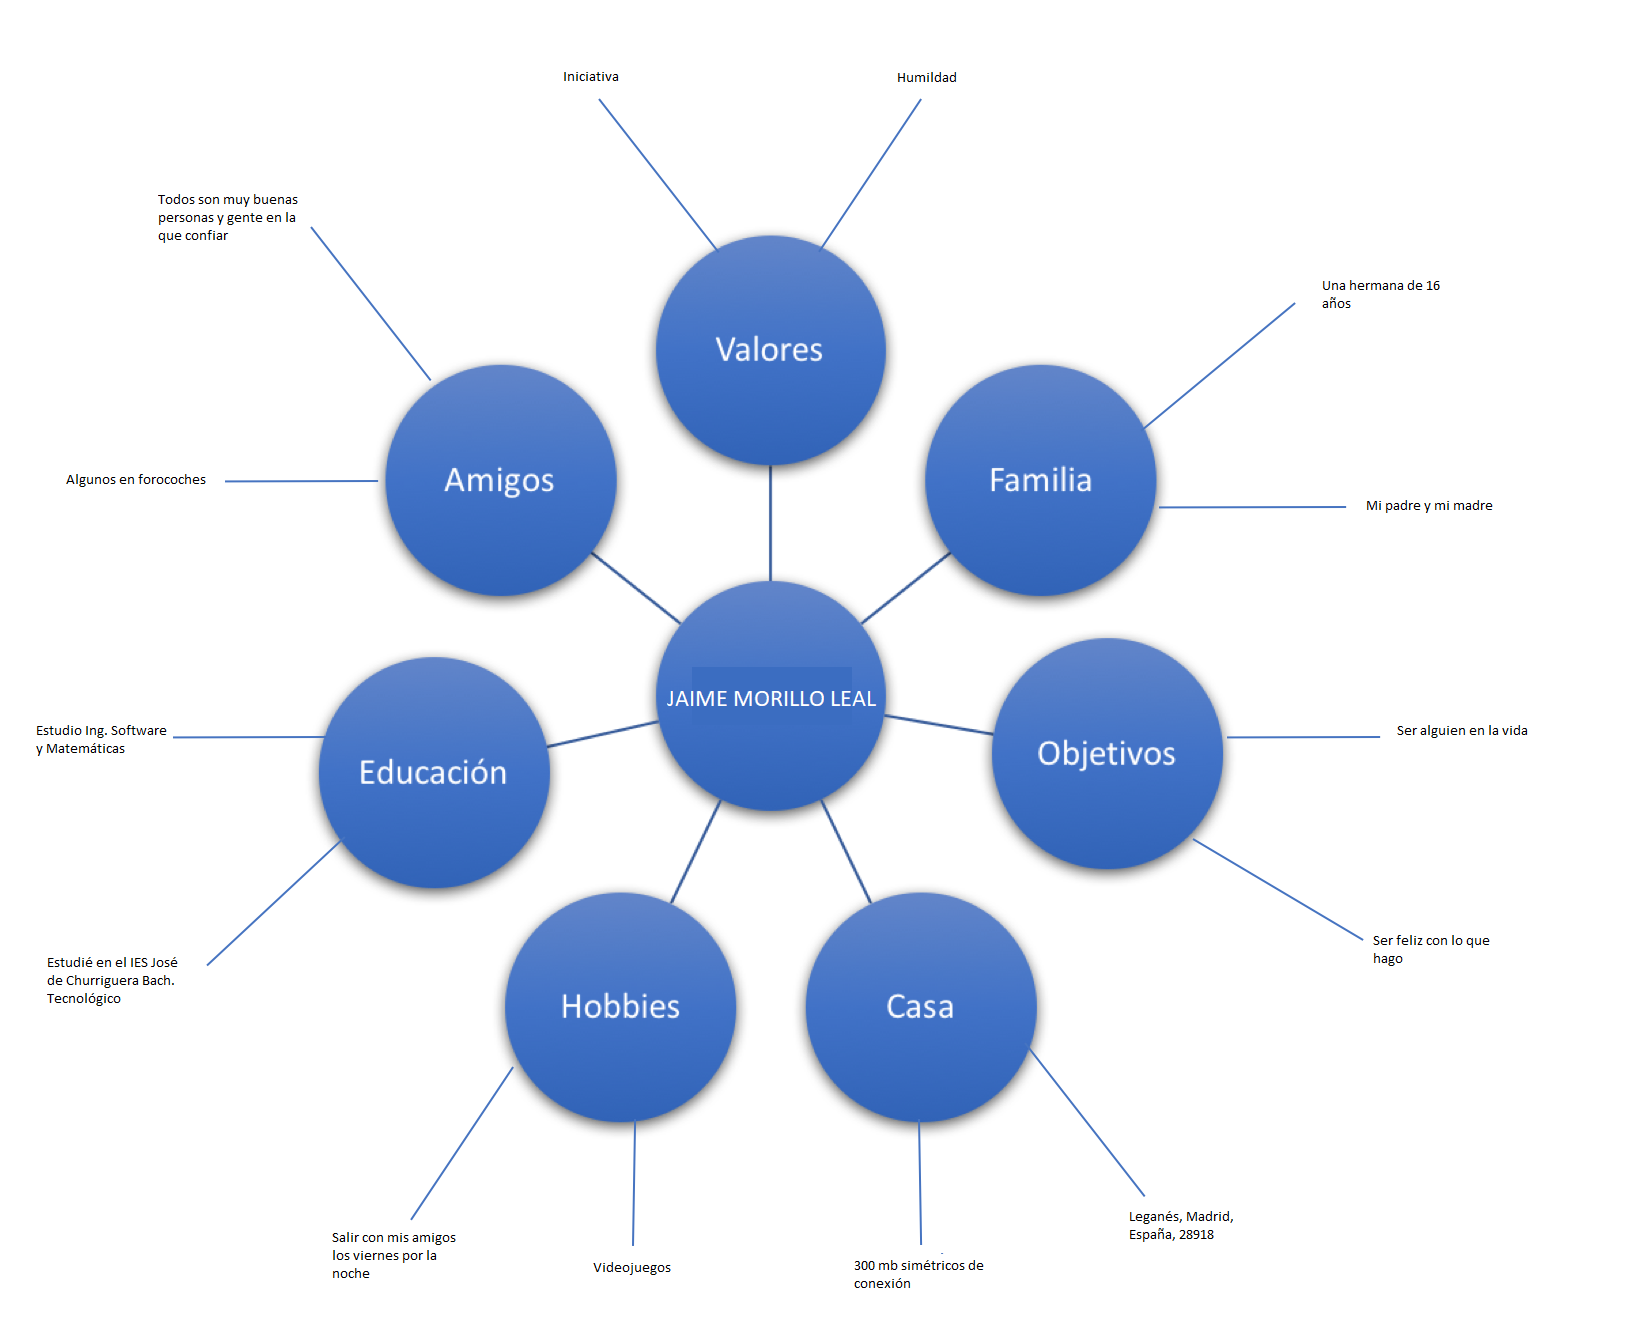 Iniciativa
Humildad
Todos son muy buenas
personas y gente en la
que confiar
Una hermana de 16
años
Valores
Amigos
Familia
Algunos en forocoches
Mi padre y mi madre
JAIME MORILLO LEAL
Estudio Ing. Software
y Matemáticas
Educación
Objetivos
Ser alguien en la vida
Ser feliz con lo que
hago
Estudié en el IES José
de Churriguera Bach.
Tecnológico
Hobbies
Casa
Salir con mis amigos
los viernes por la
noche
Videojuegos
300 mb simétricos de
conexión
Leganés, Madrid,
España, 28918